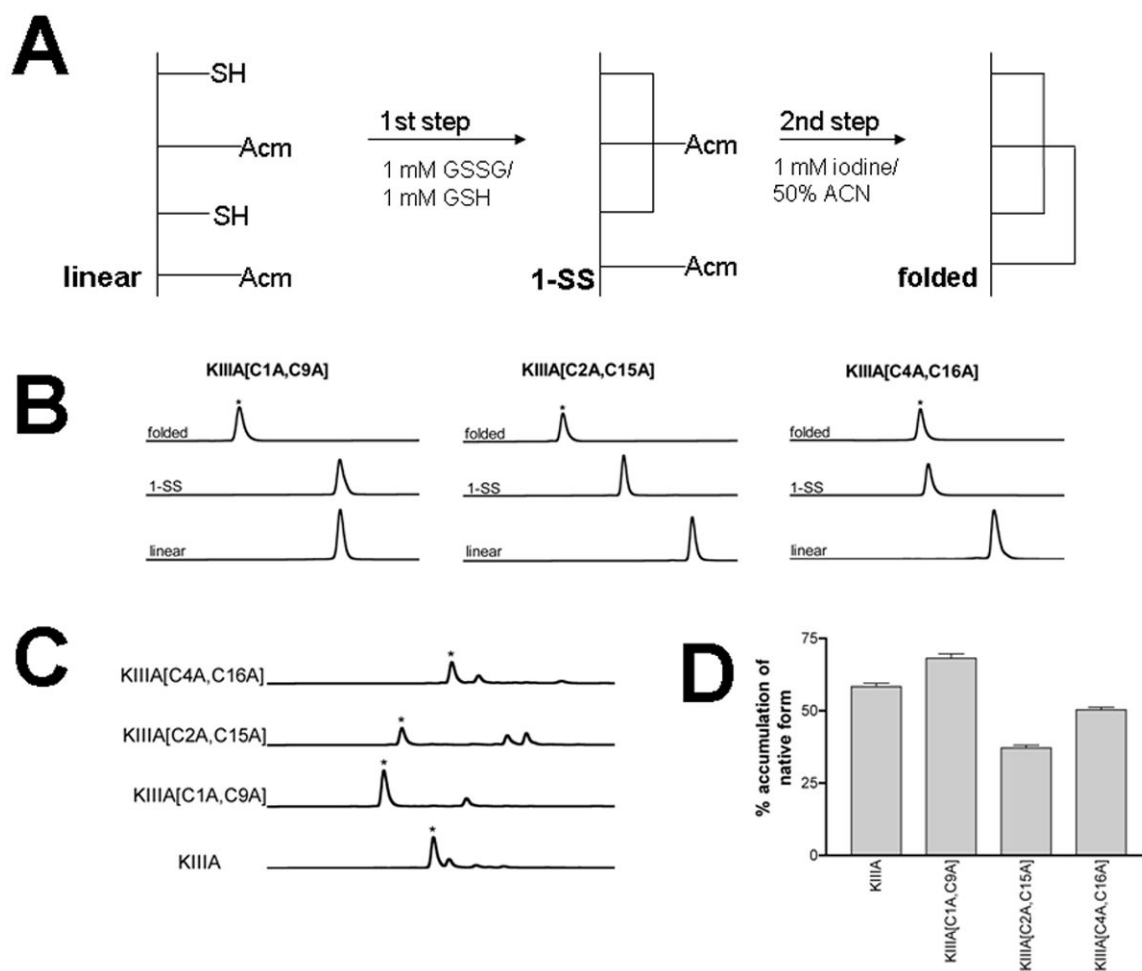 A
SH
Acm
SH
linear
Acm
1st step
1 mM GSSG/
1 mM GSH
Acm
1-SS
Acm
2nd step
1 mM iodine/
50% ACN
folded
B
KIIIA[C1A,C9A]
*
folded
1-SS
linear
KIIIA[C2A,C15A]
*
folded
1-SS
linear
KIIIA[C4A,C16A]
*
folded
1-SS
linear
C
*
KIIIA[C4A,C16A]
*
KIIIA[C2A,C15A]
*
KIIIA[C1A,C9A]
*
KIIIA
D
% accumulation of
native form
75
50
25
0
KIIIA
KIIIA[C1A,C9A]
KIIIA[C2A,C15A]
KIIIA[C4A,C16A]